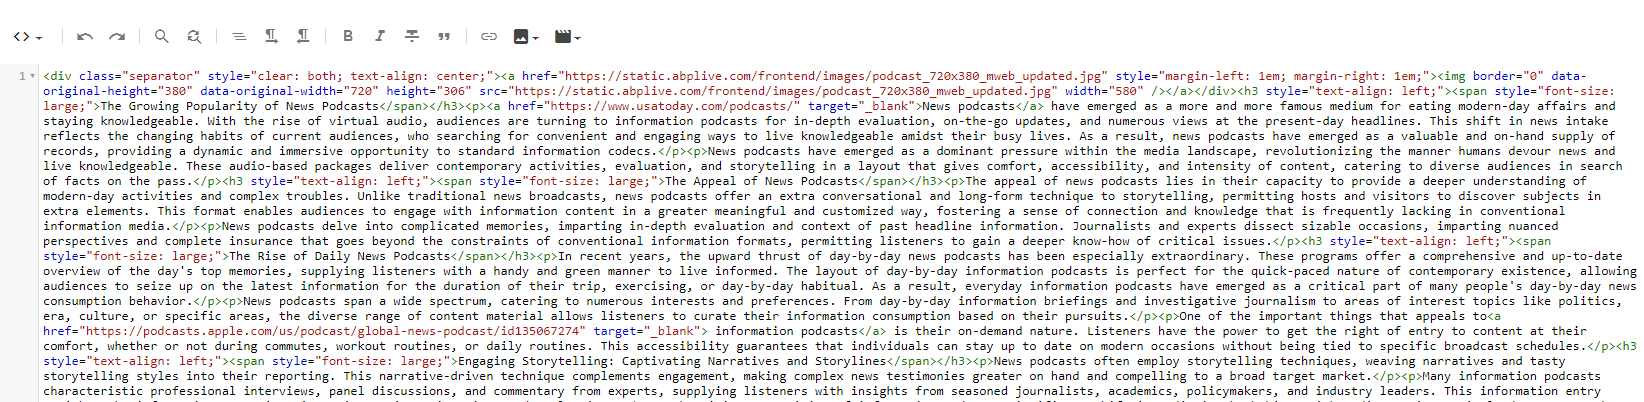 <> B I
1 <div class="separator" style="clear: both; text-align: center;"><a href="https://static.abplive.com/frontend/images/podcast_720x380_mweb_updated.jpg" style="margin-left: 1em; margin-right: 1em;"><img border="0" data-
original-height="380" data-original-width="720" height="306" src="https://static.abplive.com/frontend/images/podcast_720x380_mweb_updated.jpg" width="580" /></a></div><h3 style="text-align: left;"><span style="font-size:
large;">The Growing Popularity of News Podcasts</span></h3><p><a href="https://www.usatoday.com/podcasts/" target="_blank">News podcasts</a> have emerged as a more and more famous medium for eating modern-day affairs and
staying knowledgeable. With the rise of virtual audio, audiences are turning to information podcasts for in-depth evaluation, on-the-go updates, and numerous views at the present-day headlines. This shift in news intake
reflects the changing habits of current audiences, who searching for convenient and engaging ways to live knowledgeable amidst their busy lives. As a result, news podcasts have emerged as a valuable and on-hand supply of
records, providing a dynamic and immersive opportunity to standard information codecs.</p><p>News podcasts have emerged as a dominant pressure within the media landscape, revolutionizing the manner humans devour news and
live knowledgeable. These audio-based packages deliver contemporary activities, evaluation, and storytelling in a layout that gives comfort, accessibility, and intensity of content, catering to diverse audiences in search
of facts on the pass.</p><h3 style="text-align: left;"><span style="font-size: large;">The Appeal of News Podcasts</span></h3><p>The appeal of news podcasts lies in their capacity to provide a deeper understanding of
modern-day activities and complex troubles. Unlike traditional news broadcasts, news podcasts offer an extra conversational and long-form technique to storytelling, permitting hosts and visitors to discover subjects in
extra elements. This format enables audiences to engage with information content in a greater meaningful and customized way, fostering a sense of connection and knowledge that is frequently lacking in conventional
information media.</p><p>News podcasts delve into complicated memories, imparting in-depth evaluation and context of past headline information. Journalists and experts dissect sizable occasions, imparting nuanced
perspectives and complete insurance that goes beyond the constraints of conventional information formats, permitting listeners to gain a deeper know-how of critical issues.</p><h3 style="text-align: left;"><span
style="font-size: large;">The Rise of Daily News Podcasts</span></h3><p>In recent years, the upward thrust of day-by-day news podcasts has been especially extraordinary. These programs offer a comprehensive and up-to-date
overview of the day's top memories, supplying listeners with a handy and green manner to live informed. The layout of day-by-day information podcasts is perfect for the quick-paced nature of contemporary existence, allowing
audiences to seize up on the latest information for the duration of their trip, exercising, or day-by-day habitual. As a result, everyday information podcasts have emerged as a critical part of many people's day-by-day news
consumption behavior.</p><p>News podcasts span a wide spectrum, catering to numerous interests and preferences. From day-by-day information briefings and investigative journalism to areas of interest topics like politics,
era, culture, or specific areas, the diverse range of content material allows listeners to curate their information consumption based on their pursuits.</p><p>One of the important things that appeals to<a
href="https://podcasts.apple.com/us/podcast/global-news-podcast/id135067274" target="_blank"> information podcasts</a> is their on-demand nature. Listeners have the power to get the right of entry to content at their
comfort, whether or not during commutes, workout routines, or daily routines. This accessibility guarantees that individuals can stay up to date on modern occasions without being tied to specific broadcast schedules.</p><h3
style="text-align: left;"><span style="font-size: large;">Engaging Storytelling: Captivating Narratives and Storylines</span></h3><p>News podcasts often employ storytelling techniques, weaving narratives and tasty
storytelling styles into their reporting. This narrative-driven technique complements engagement, making complex news testimonies greater on hand and compelling to a broad target market.</p><p>Many information podcasts
characteristic professional interviews, panel discussions, and commentary from experts, supplying listeners with insights from seasoned journalists, academics, policymakers, and industry leaders. This information entry